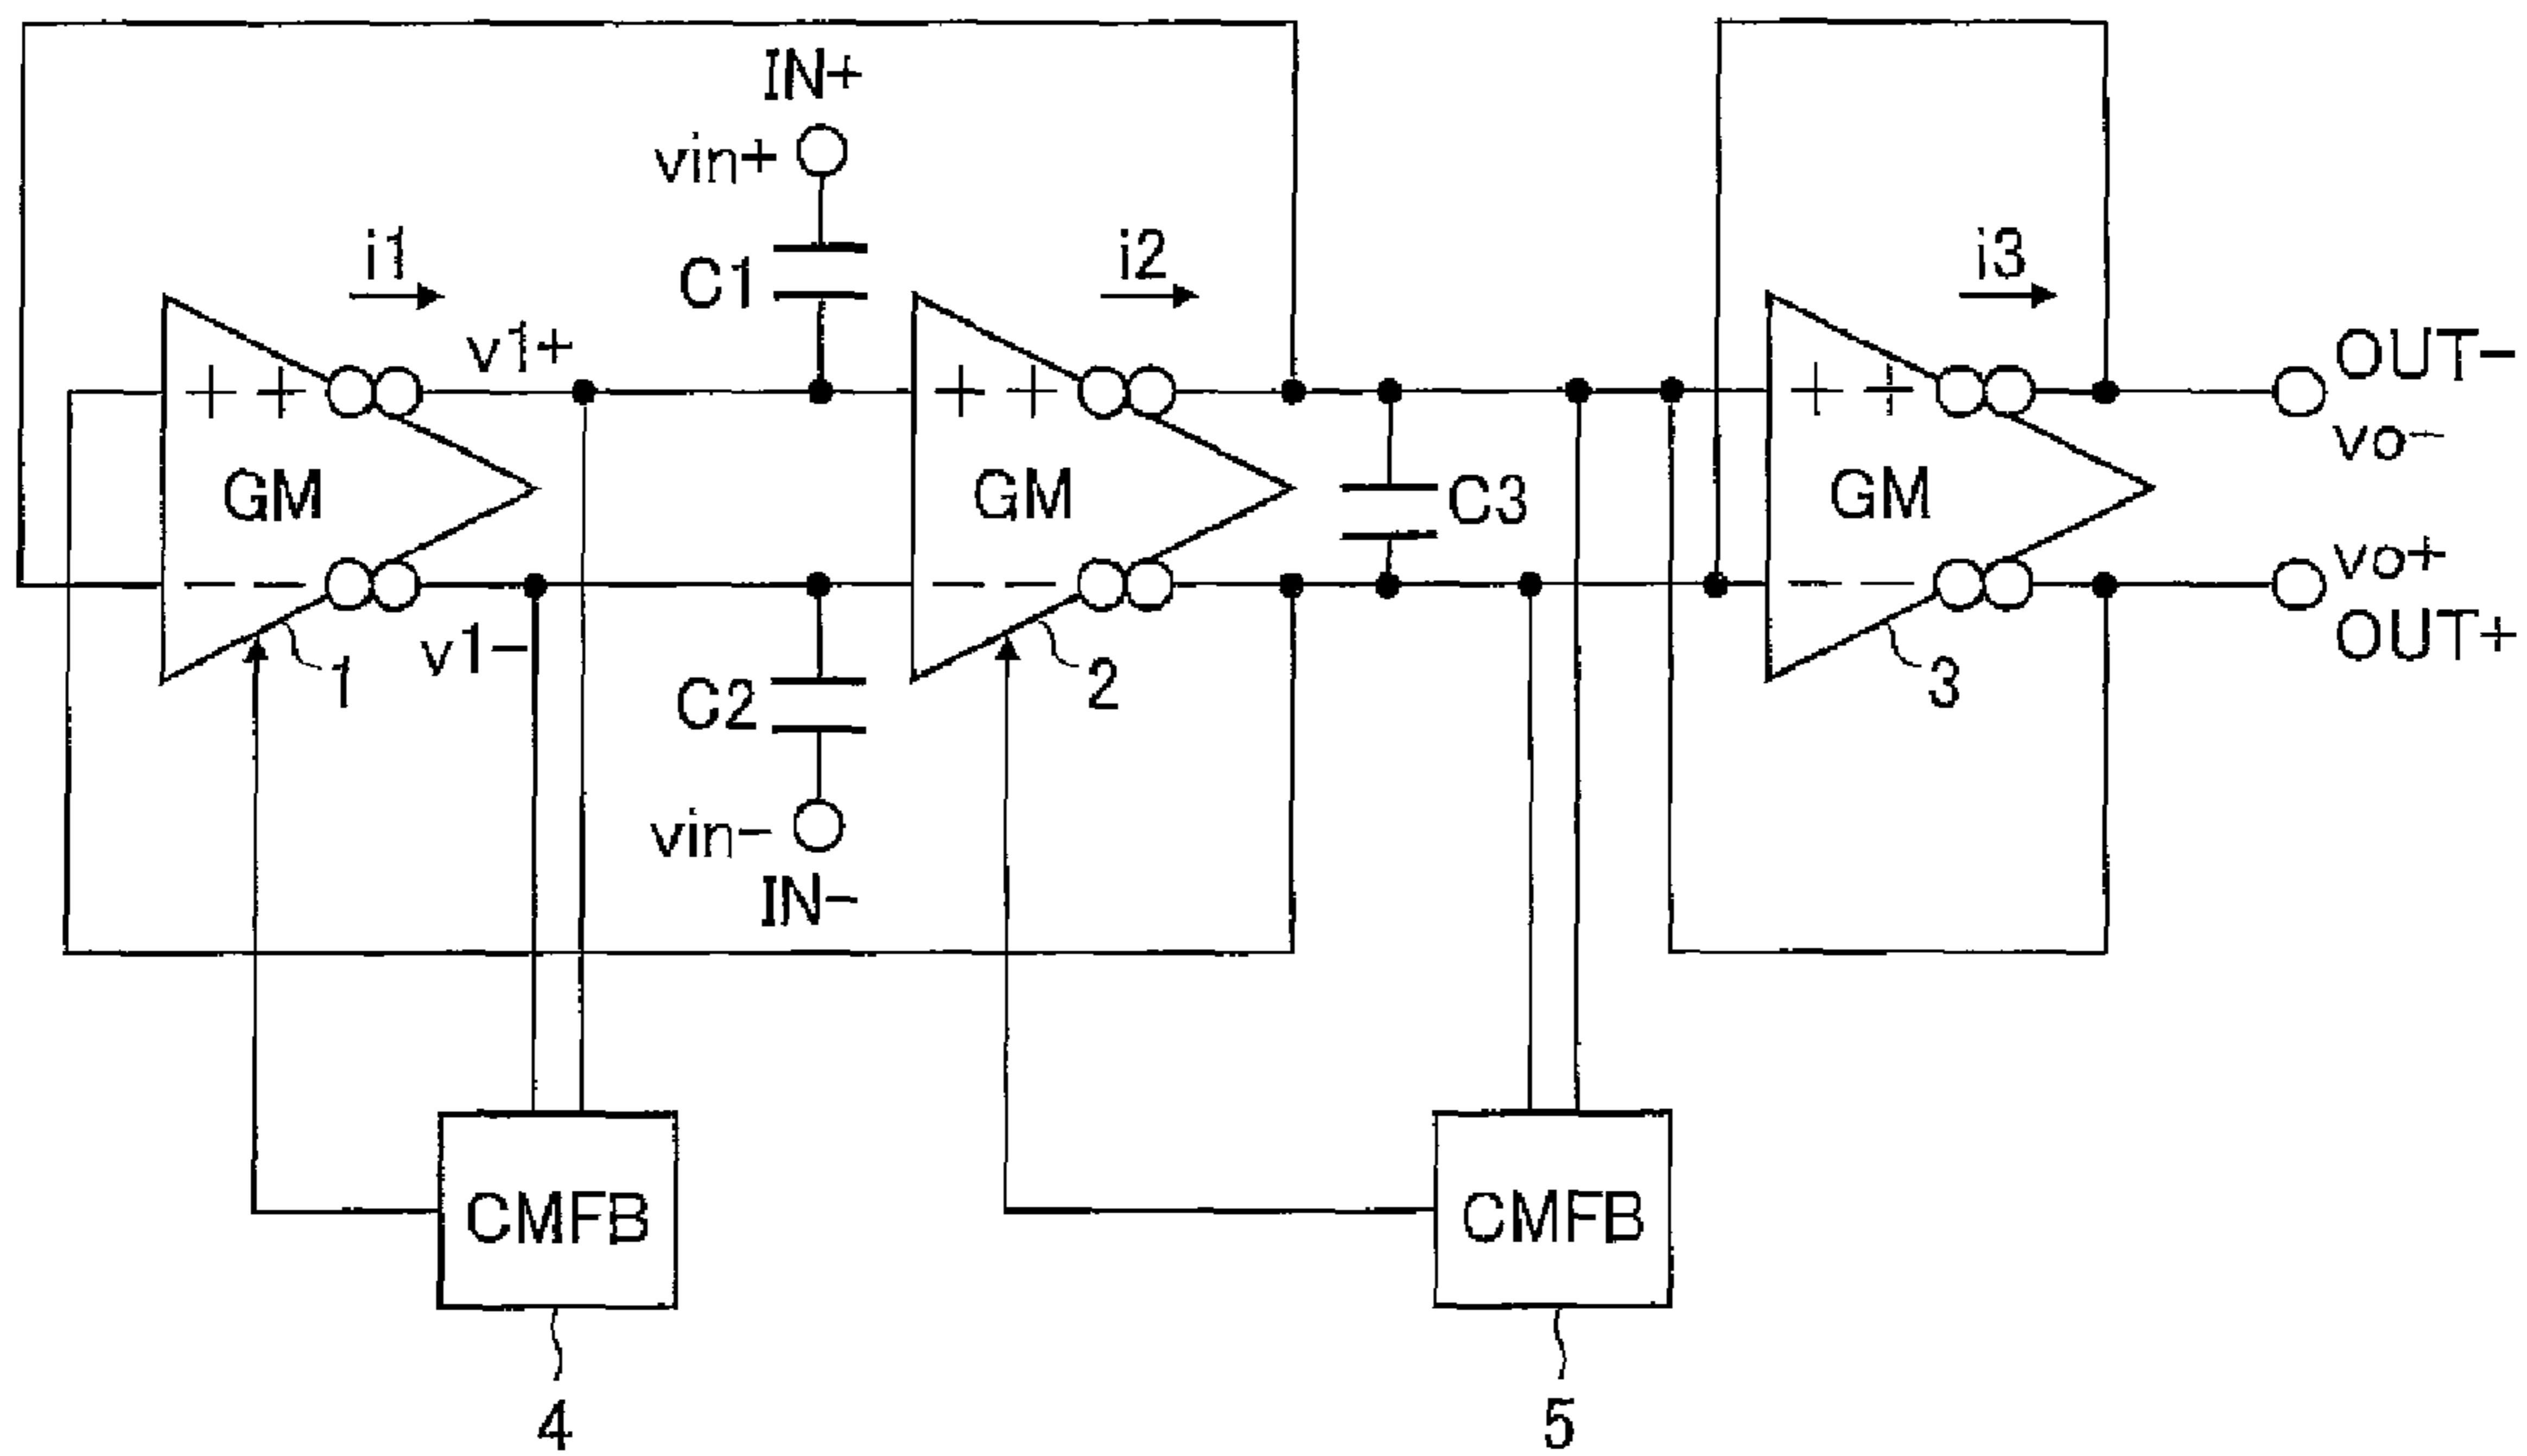 IN+
vin+
i1
C1
i2
i3
v1+
OUT-
vo-
+ +
+ +
+ +
GM
GM
C3
GM
vo+
OUT+
- -
- -
- -
v1-
1
C2
2
3
vin-
IN-
CMFB
CMFB
4
5